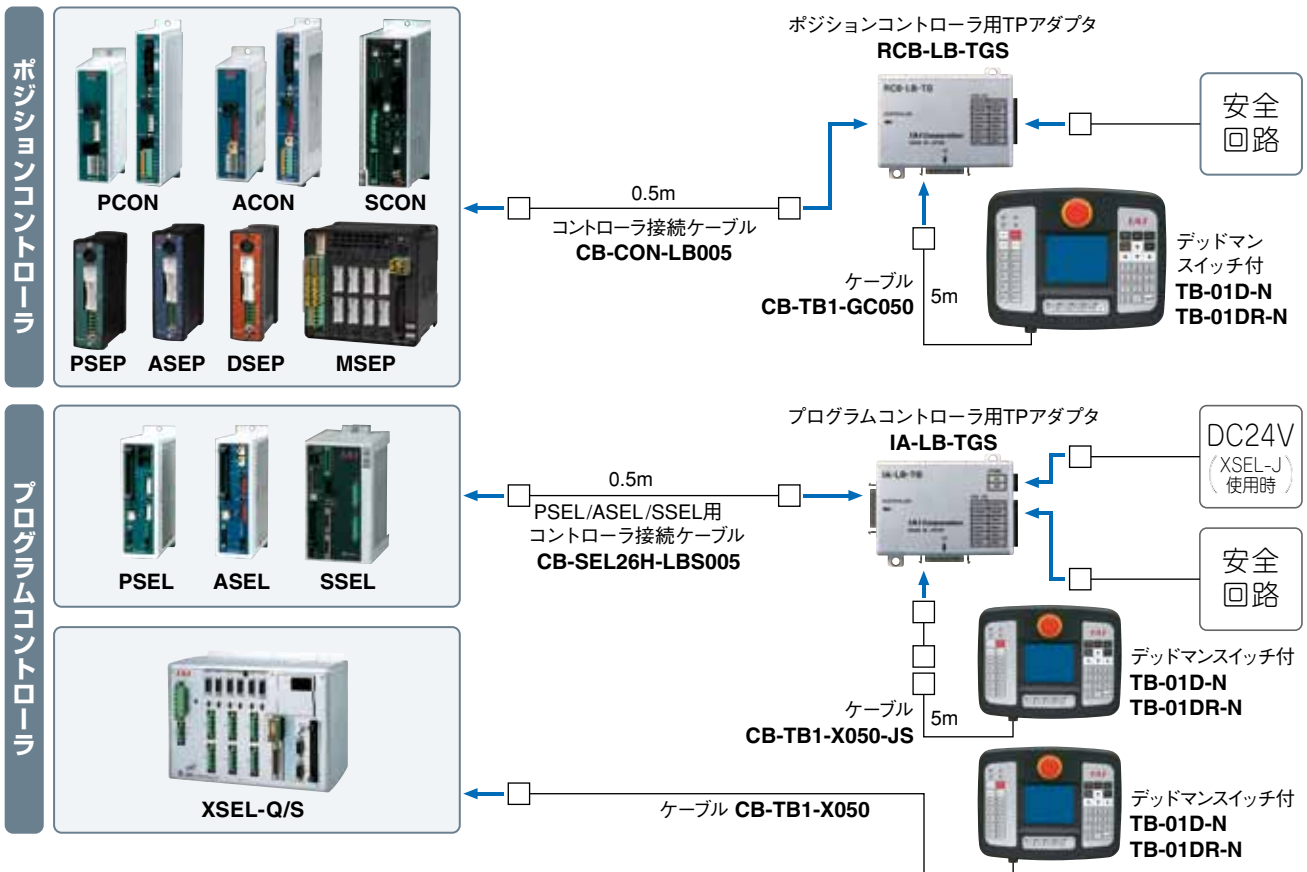 ポジションコントローラ
PCON
ACON
SCON
PSEP
ASEP
DSEP
MSEP
0.5m
コントローラ接続ケーブル
CB-CON-LB005
ポジションコントローラ用TPアダプタ
RCB-LB-TGS
RCB-LB-TG
安全
回路
ケーブル
CB-TB1-GC050
5m
デッドマン
スイッチ付
TB-01D-N
TB-01DR-N
プログラムコントローラ
PSEL
ASEL
SSEL
0.5m
PSEL/ASEL/SSEL用
コントローラ接続ケーブル
CB-SEL26H-LBS005
プログラムコントローラ用TPアダプタ
IA-LB-TGS
IA-LB-TG
DC24V
(XSEL-J
使用時)
安全
回路
ケーブル
CB-TB1-X050-JS
5m
デッドマンスイッチ付
TB-01D-N
TB-01DR-N
XSEL-Q/S
ケーブル CB-TB1-X050
デッドマンスイッチ付
TB-01D-N
TB-01DR-N